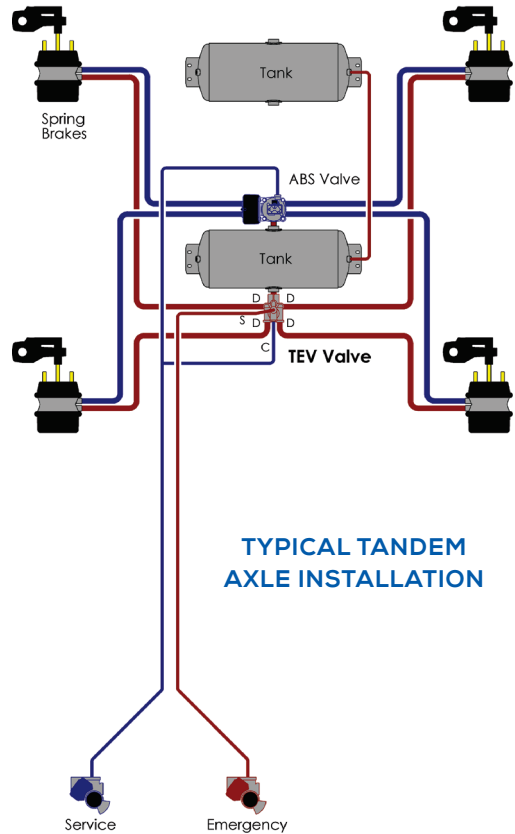 Tank
Spring
Brakes
ABS Valve
Tank
D D
S
D D
C
TEV Valve
TYPICAL TANDEM
AXLE INSTALLATION
Service Emergency